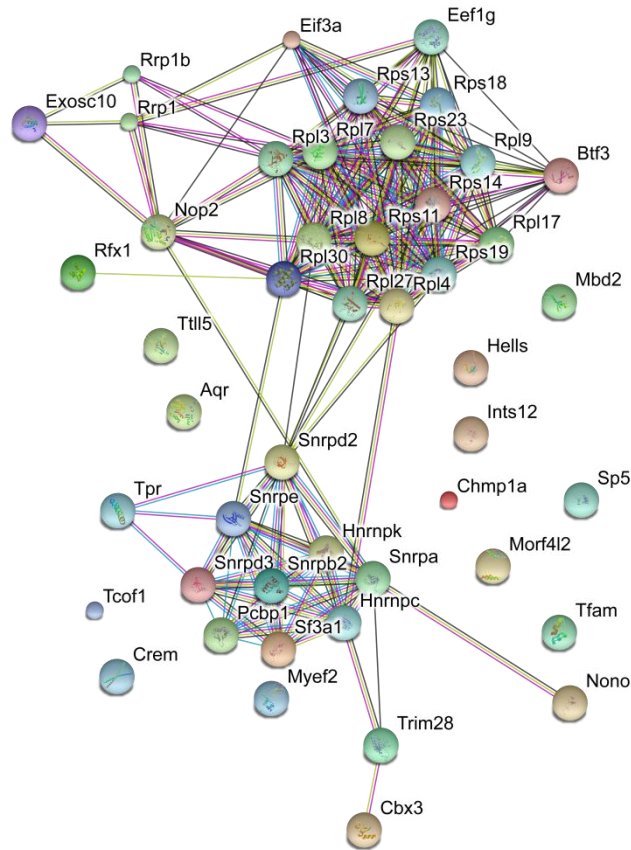 Eif3a
Eef1g
Rrp1b
Rps13
Rps18
Exosc10
Rrp1
Rpl3
Rpl7
Rps23
Rpl9
Btf3
Rps14
Nop2
Rpl8
Rps11
Rpl17
Rfx1
Rpl30
Rps19
Rpl27
Rpl4
Mbd2
Ttll5
Hells
Aqr
Ints12
Snrpd2
Tpr
Snrpe
Chmp1a
Sp5
Hnrnpk
Snrpd3
Snrpb2
Snrpa
Morf4l2
Tcof1
Pcbp1
Hnrnpc
Sf3a1
Tfam
Crem
Myef2
Nono
Trim28
Cbx3